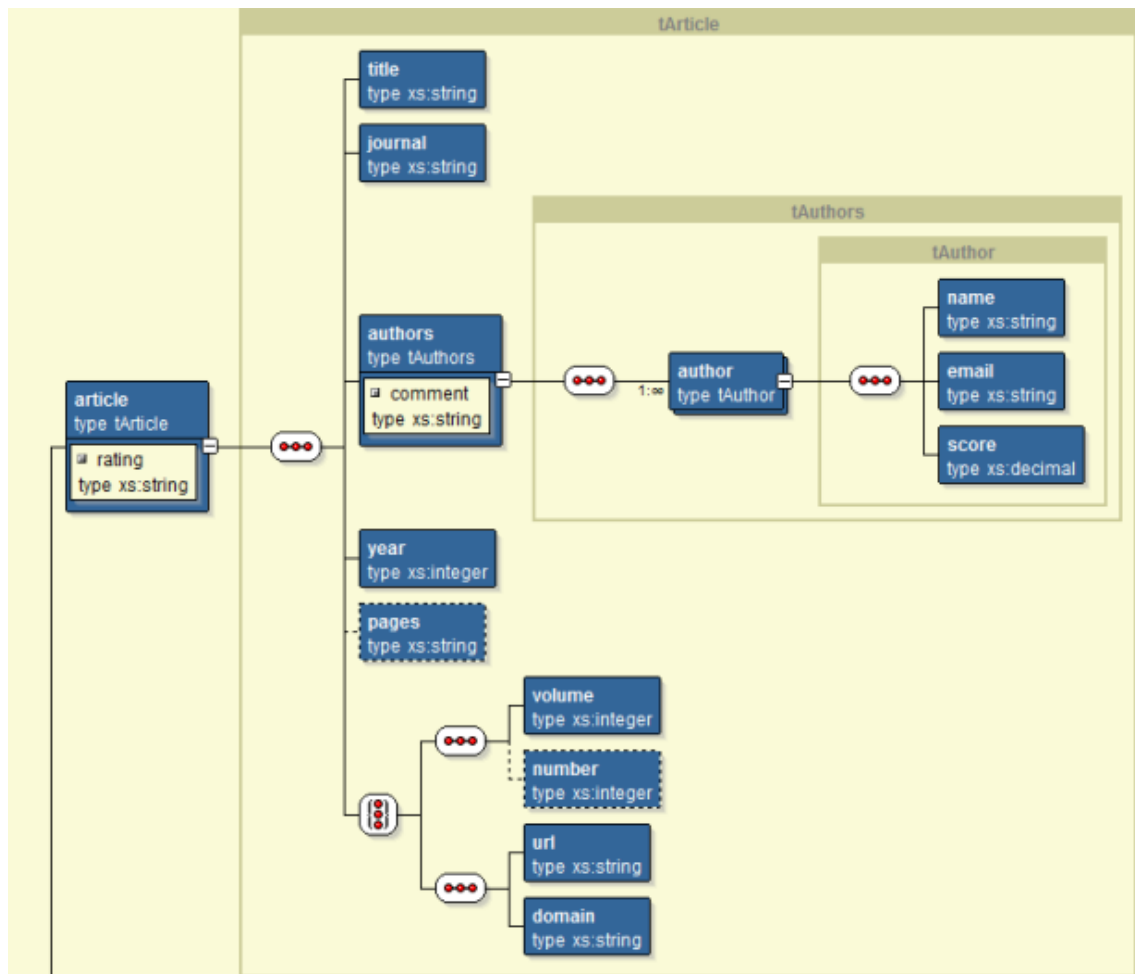 tArticle
title
type xs:string
journal
type xs:string
tAuthors
tAuthor
name
type xs:string
authors
type tAuthors
comment
type xs:string
1:∞
author
type tAuthor
email
type xs:string
score
type xs:decimal
article
type tArticle
rating
type xs:string
year
type xs:integer
pages
type xs:string
volume
type xs:integer
number
type xs:integer
url
type xs:string
domain
type xs:string